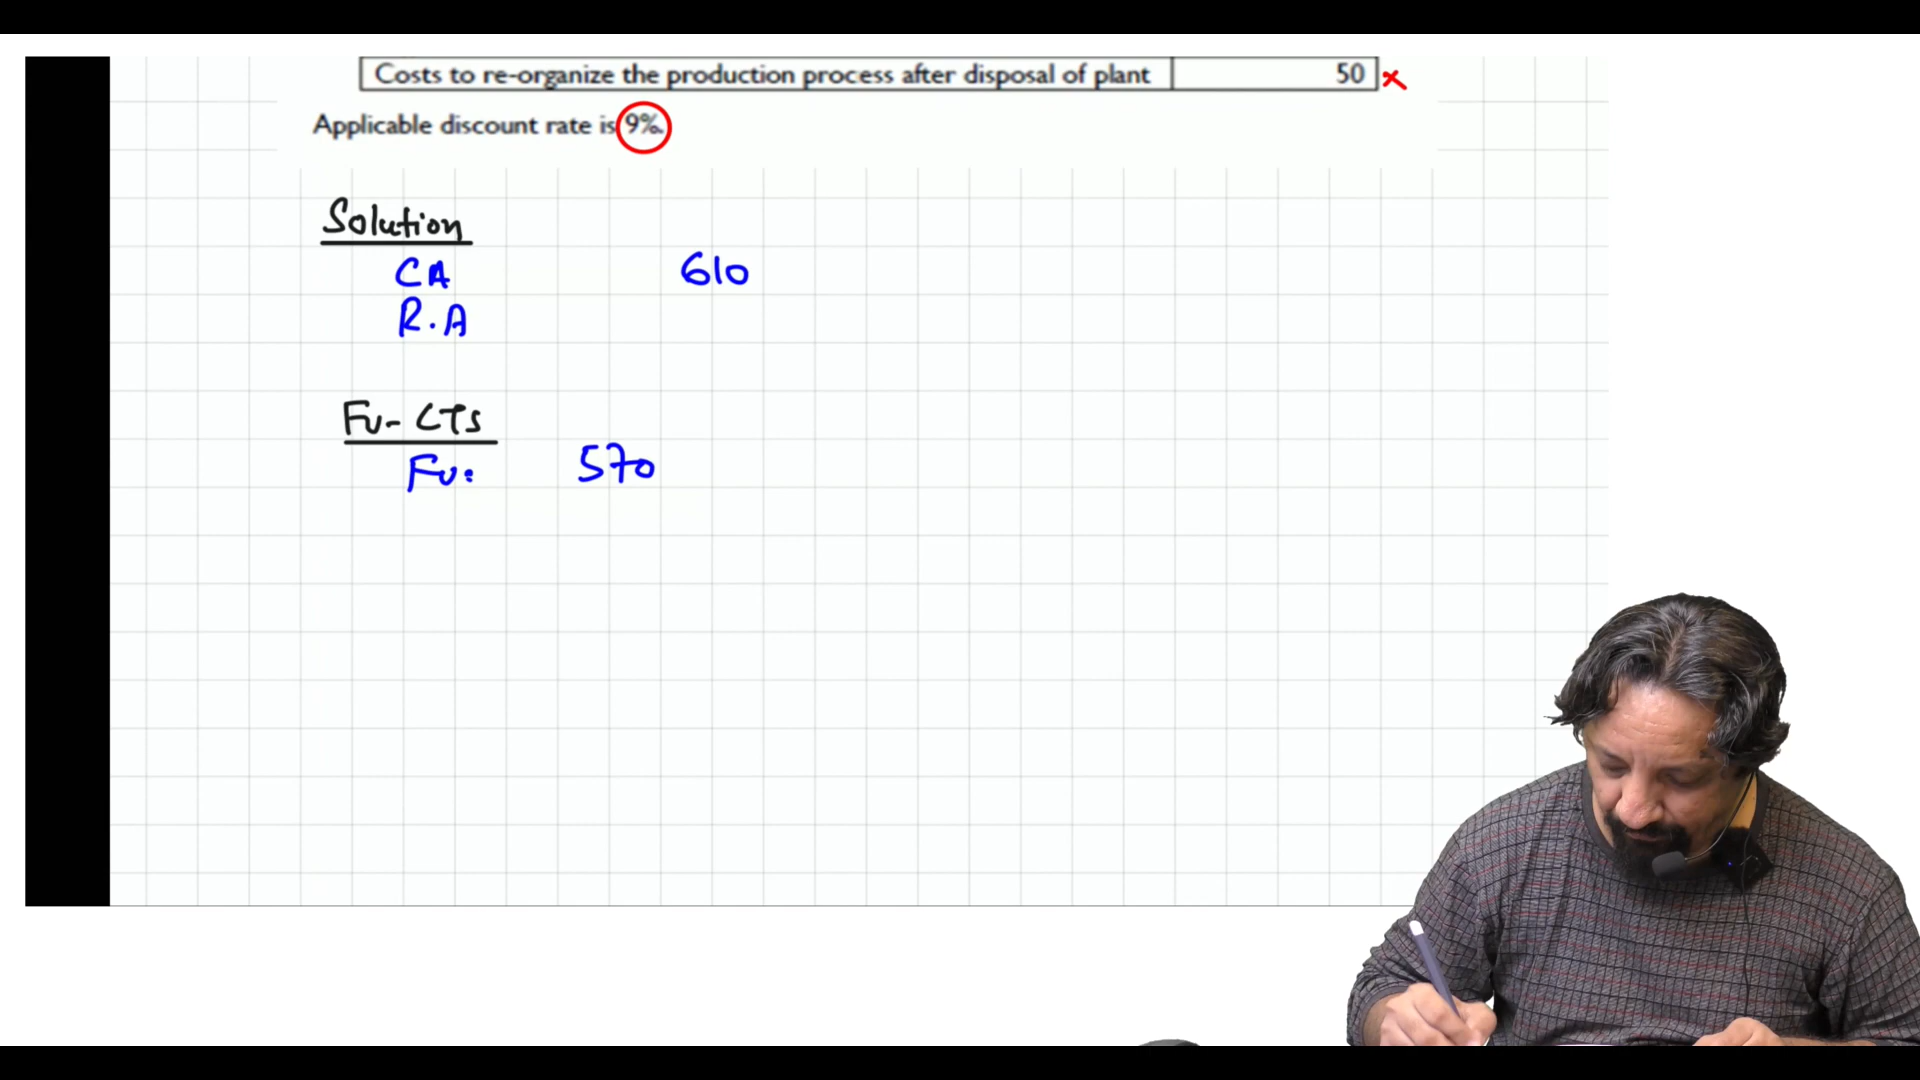 Costs to re-organize the production process after disposal of plant 50 ×
Applicable discount rate is 9%.
Solution
CA 610
R.A
Fv- CTS
Fv: 570